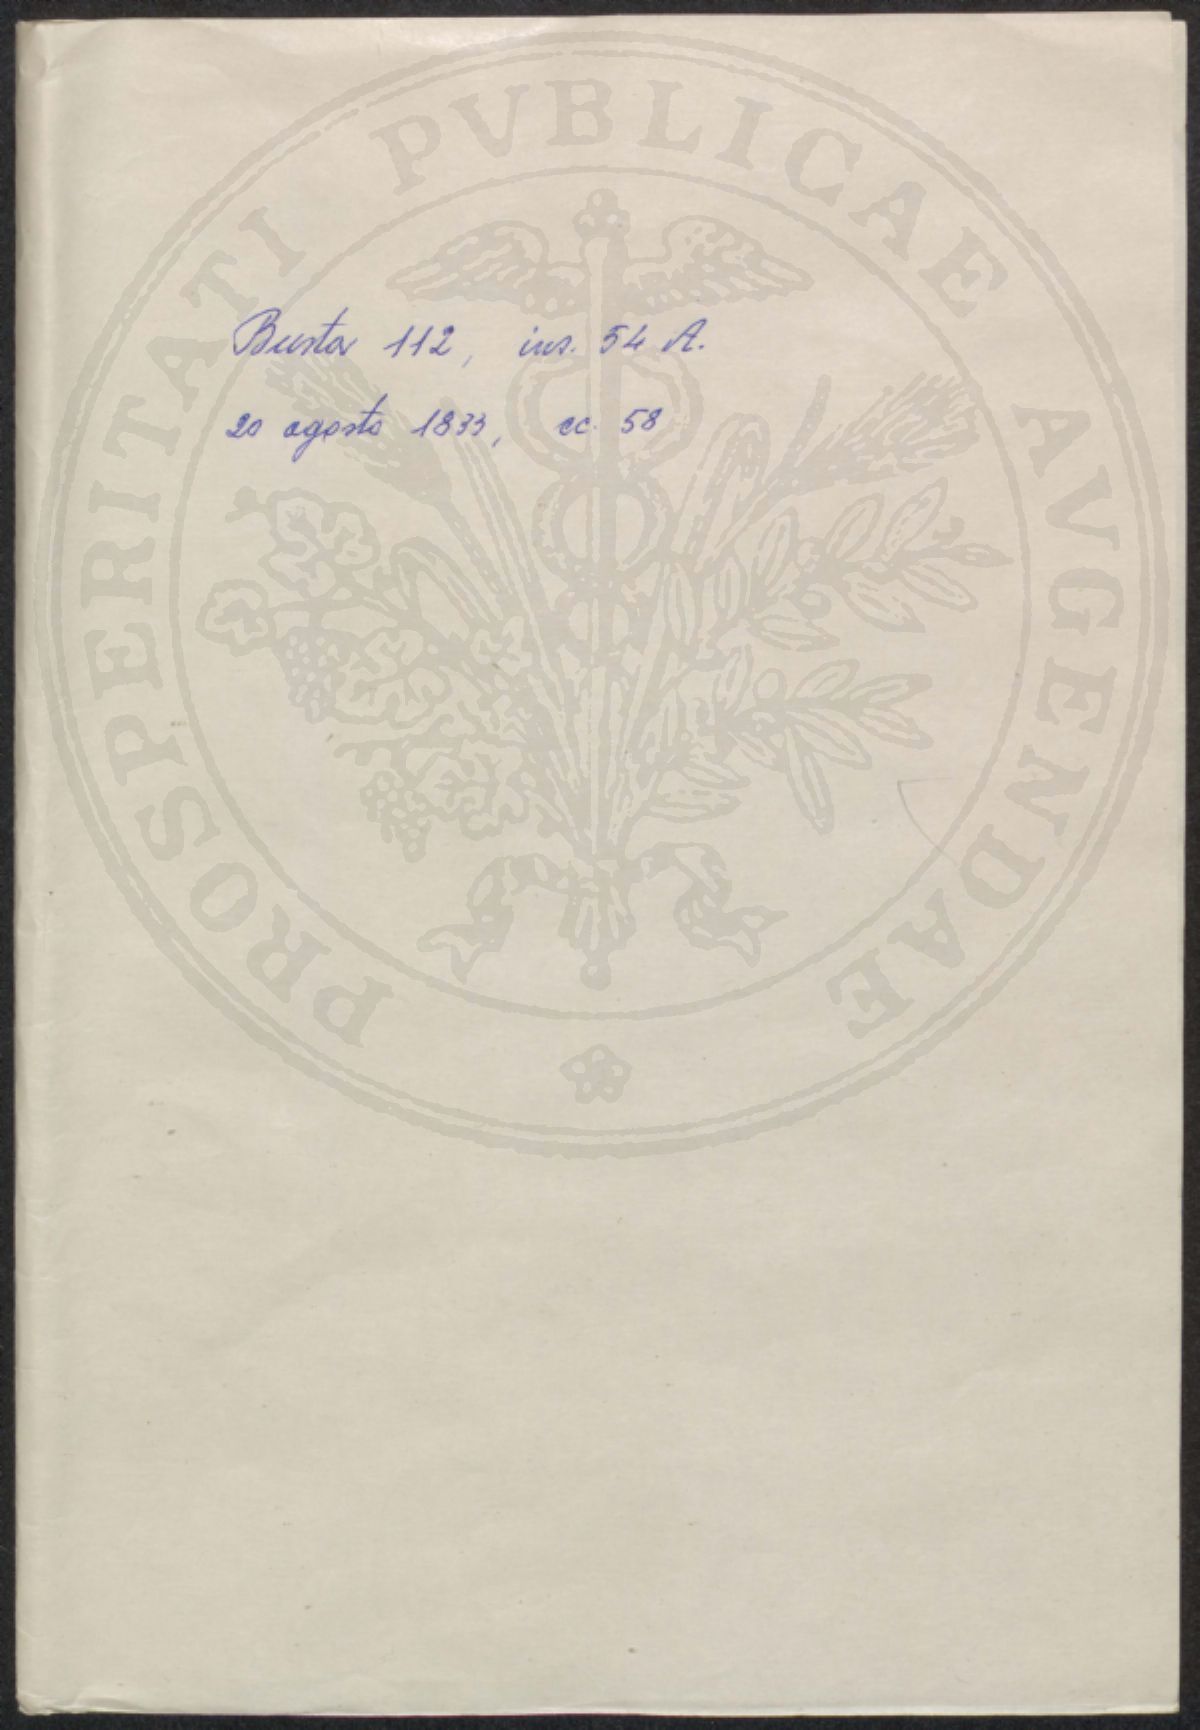 PROSPERITATI PVBLICAE AVGENDAE
Busta 112, ins. 54 A.
20 agosto 1833, cc. 58